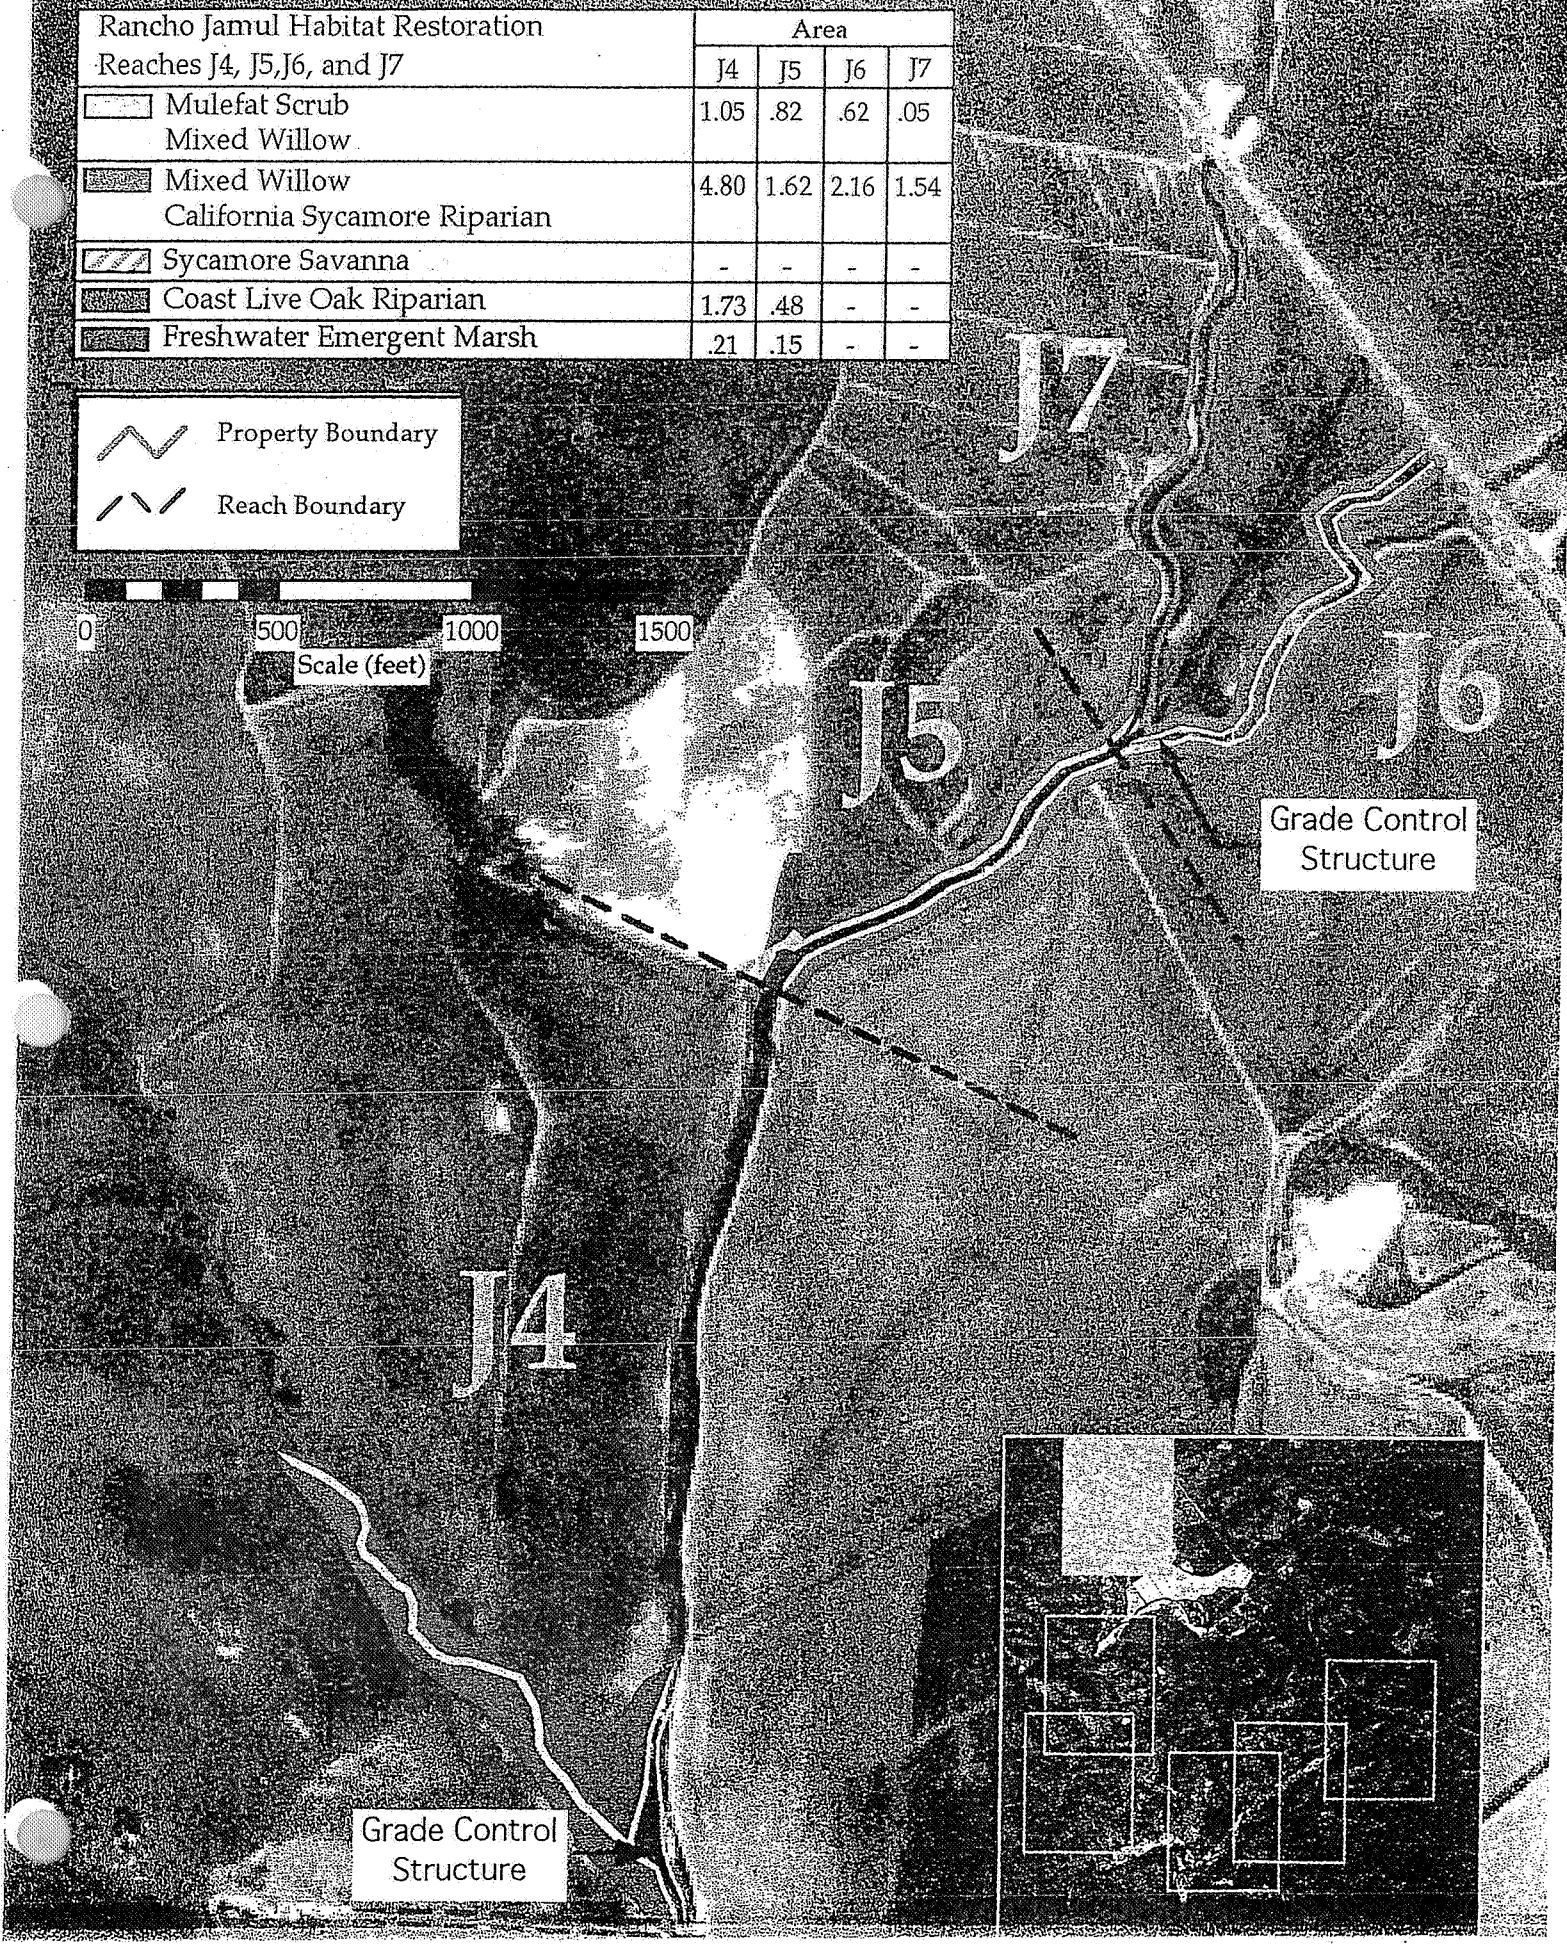 Rancho Jamul Habitat Restoration
Reaches J4, J5,J6, and J7
Area
J4 J5 J6 J7
Mulefat Scrub
Mixed Willow
1.05 .82 .62 .05
Mixed Willow
California Sycamore Riparian
4.80 1.62 2.16 1.54
Sycamore Savanna - - - -
Coast Live Oak Riparian 1.73 .48 - -
Freshwater Emergent Marsh .21 .15 - -
Property Boundary
Reach Boundary
0 500 1000 1500
Scale (feet)
J7
J6
J5
Grade Control
Structure
J4
Grade Control
Structure